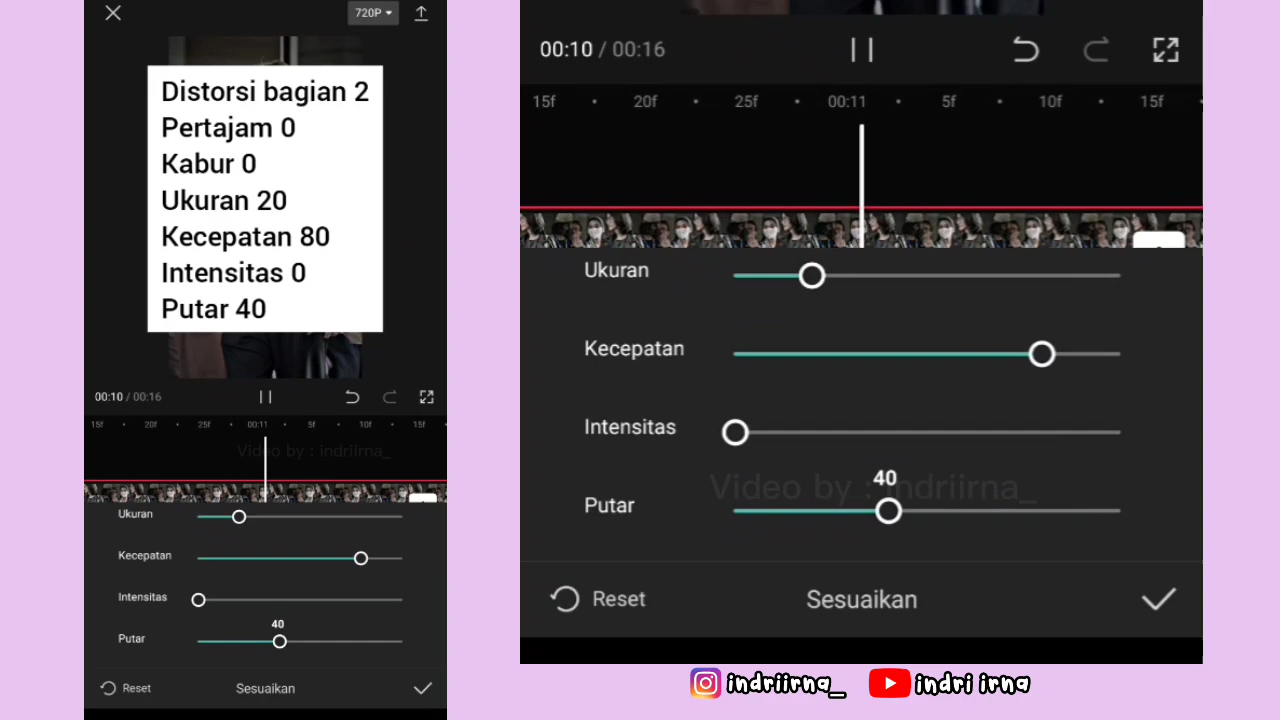 720P
Distorsi bagian 2
Pertajam 0
Kabur 0
Ukuran 20
Kecepatan 80
Intensitas 0
Putar 40
00:10 / 00:16
15f 20f 25f 00:11 5f 10f 15f
Video by : indriirna_
Ukuran
Kecepatan
Intensitas
40
Putar
Reset
Sesuaikan
00:10 / 00:16
15f 20f 25f 00:11 5f 10f 15f
Ukuran
Kecepatan
Intensitas
40
Video by : indriirna_
Putar
Reset
Sesuaikan
indriirna_
indri irna